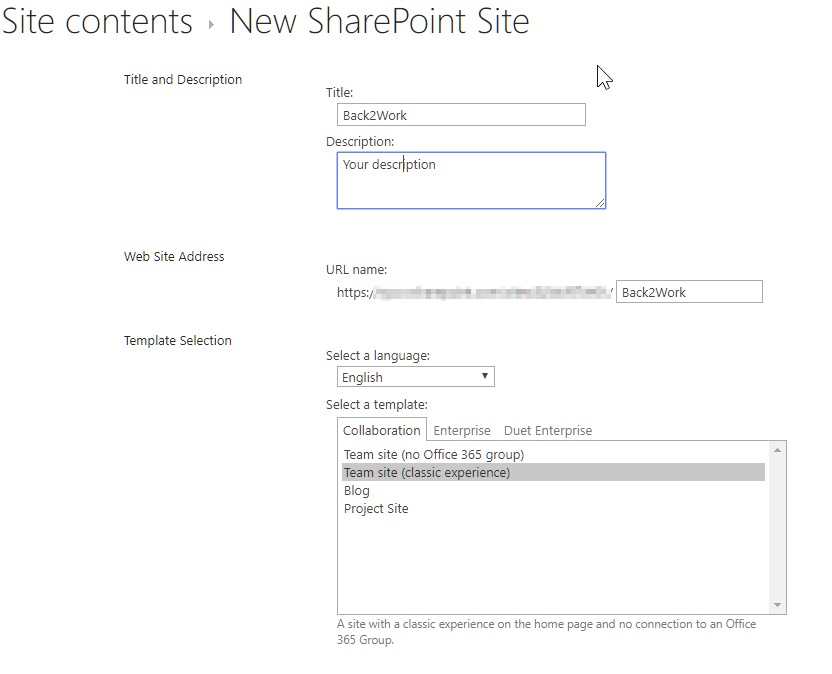 Site contents › New SharePoint Site
Title and Description
Title:
Back2Work
Description:
Your description
Web Site Address
URL name:
https:/ / Back2Work
Template Selection
Select a language:
English
Select a template:
Collaboration Enterprise Duet Enterprise
Team site (no Office 365 group)
Team site (classic experience)
Blog
Project Site
A site with a classic experience on the home page and no connection to an Office
365 Group.